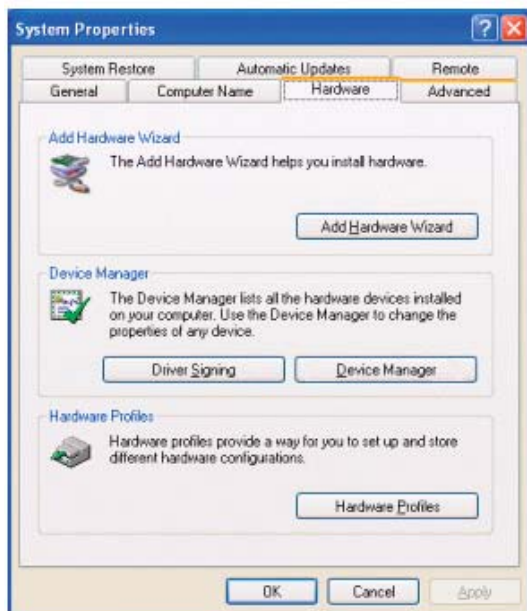 System Properties
System Restore Automatic Updates Remote
General Computer Name Hardware Advanced
Add Hardware Wizard
The Add Hardware Wizard helps you install hardware.
Add Hardware Wizard
Device Manager
The Device Manager lists all the hardware devices installed
on your computer. Use the Device Manager to change the
properties of any device.
Driver Signing Device Manager
Hardware Profiles
Hardware profiles provide a way for you to set up and store
different hardware configurations.
Hardware Profiles
OK Cancel Apply